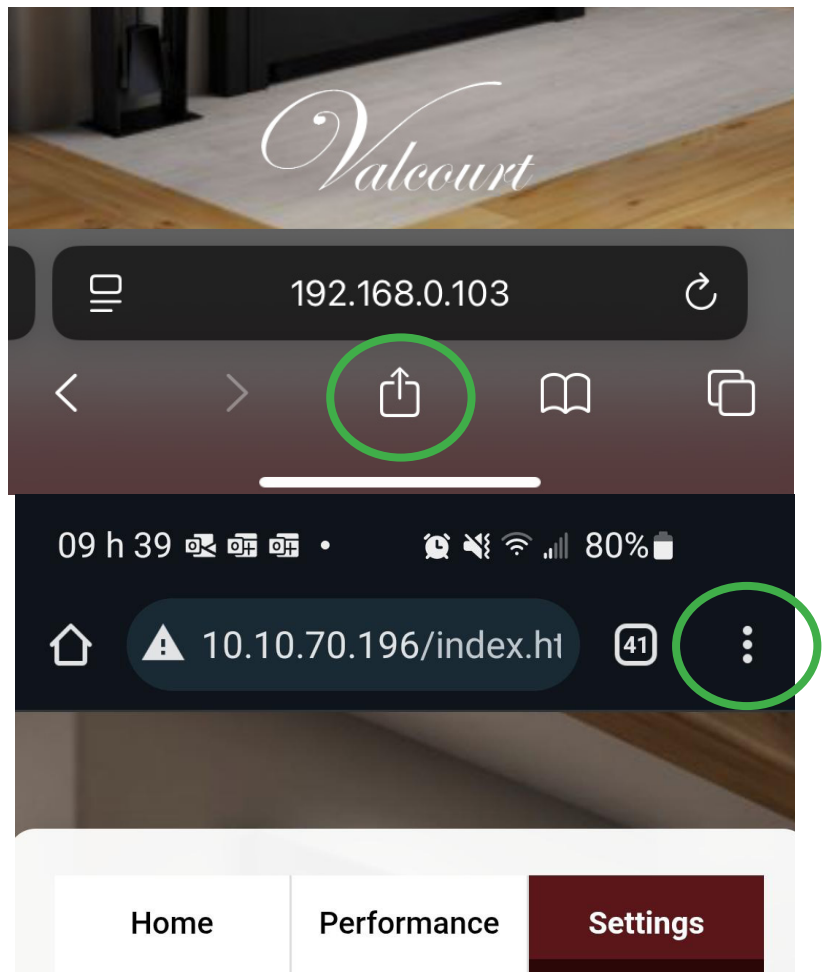 Valcourt
192.168.0.103
09 h 39 80%
10.10.70.196/index.ht 41
Home Performance Settings